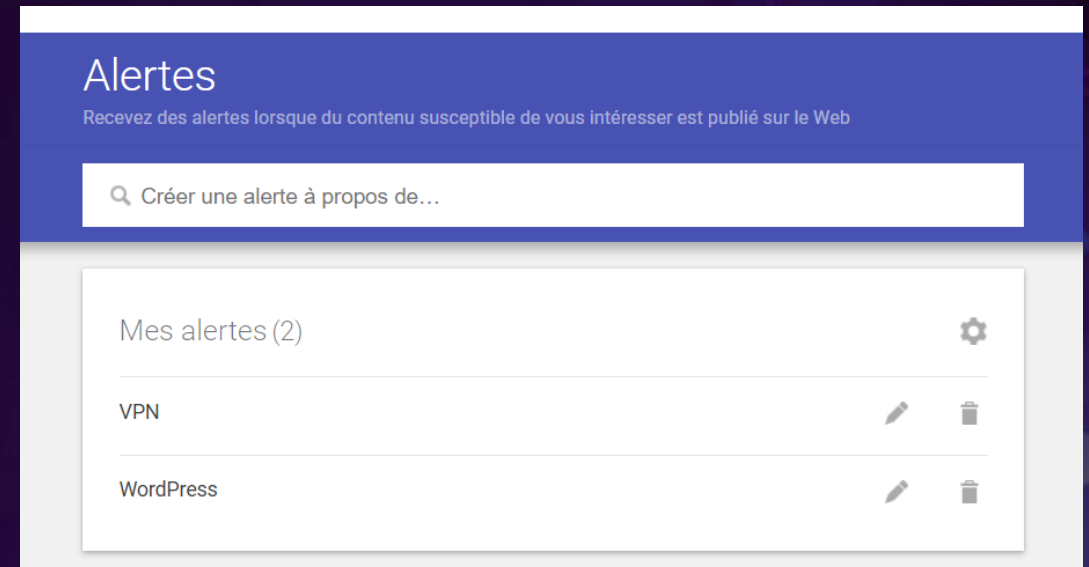 Alertes
Recevez des alertes lorsque du contenu susceptible de vous intéresser est publié sur le Web
Créer une alerte à propos de…
Mes alertes (2)
VPN
WordPress